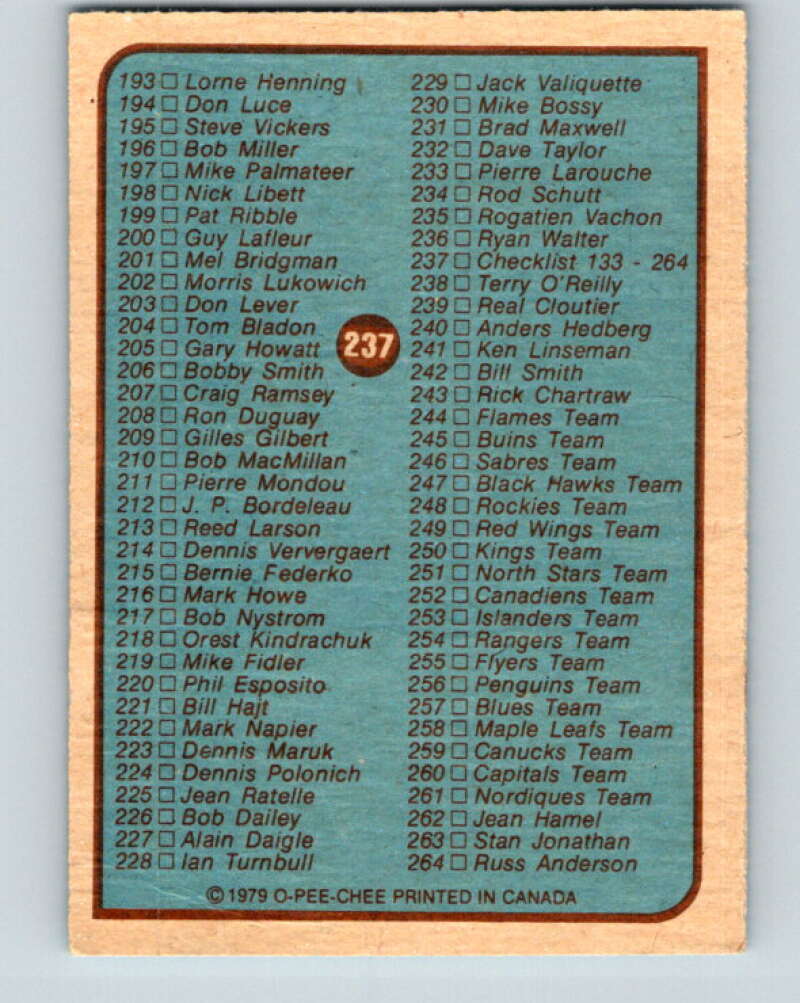 193 □ Lorne Henning
194 □ Don Luce
195 □ Steve Vickers
196 □ Bob Miller
197 □ Mike Palmateer
198 □ Nick Libett
199 □ Pat Ribble
200 □ Guy Lafleur
201 □ Mel Bridgman
202 □ Morris Lukowich
203 □ Don Lever
204 □ Tom Bladon
205 □ Gary Howatt
206 □ Bobby Smith
207 □ Craig Ramsey
208 □ Ron Duguay
209 □ Gilles Gilbert
210 □ Bob MacMillan
211 □ Pierre Mondou
212 □ J. P. Bordeleau
213 □ Reed Larson
214 □ Dennis Ververgaert
215 □ Bernie Federko
216 □ Mark Howe
217 □ Bob Nystrom
218 □ Orest Kindrachuk
219 □ Mike Fidler
220 □ Phil Esposito
221 □ Bill Hajt
222 □ Mark Napier
223 □ Dennis Maruk
224 □ Dennis Polonich
225 □ Jean Ratelle
226 □ Bob Dailey
227 □ Alain Daigle
228 □ Ian Turnbull
237
229 □ Jack Valiquette
230 □ Mike Bossy
231 □ Brad Maxwell
232 □ Dave Taylor
233 □ Pierre Larouche
234 □ Rod Schutt
235 □ Rogatien Vachon
236 □ Ryan Walter
237 □ Checklist 133 - 264
238 □ Terry O'Reilly
239 □ Real Cloutier
240 □ Anders Hedberg
241 □ Ken Linseman
242 □ Bill Smith
243 □ Rick Chartraw
244 □ Flames Team
245 □ Buins Team
246 □ Sabres Team
247 □ Black Hawks Team
248 □ Rockies Team
249 □ Red Wings Team
250 □ Kings Team
251 □ North Stars Team
252 □ Canadiens Team
253 □ Islanders Team
254 □ Rangers Team
255 □ Flyers Team
256 □ Penguins Team
257 □ Blues Team
258 □ Maple Leafs Team
259 □ Canucks Team
260 □ Capitals Team
261 □ Nordiques Team
262 □ Jean Hamel
263 □ Stan Jonathan
264 □ Russ Anderson
© 1979 O-PEE-CHEE PRINTED IN CANADA